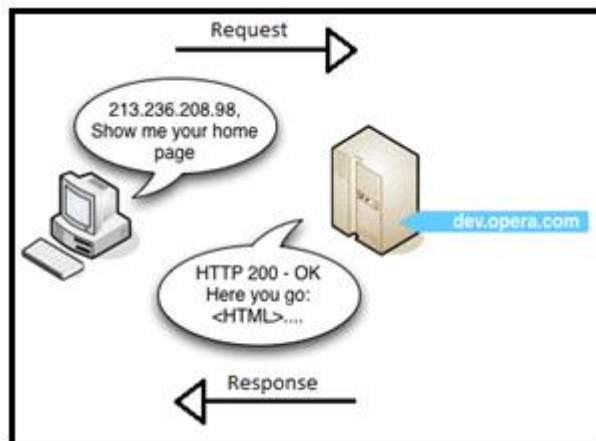 Request
213.236.208.98,
Show me your home
page
dev.opera.com
HTTP 200 - OK
Here you go:
<HTML>....
Response